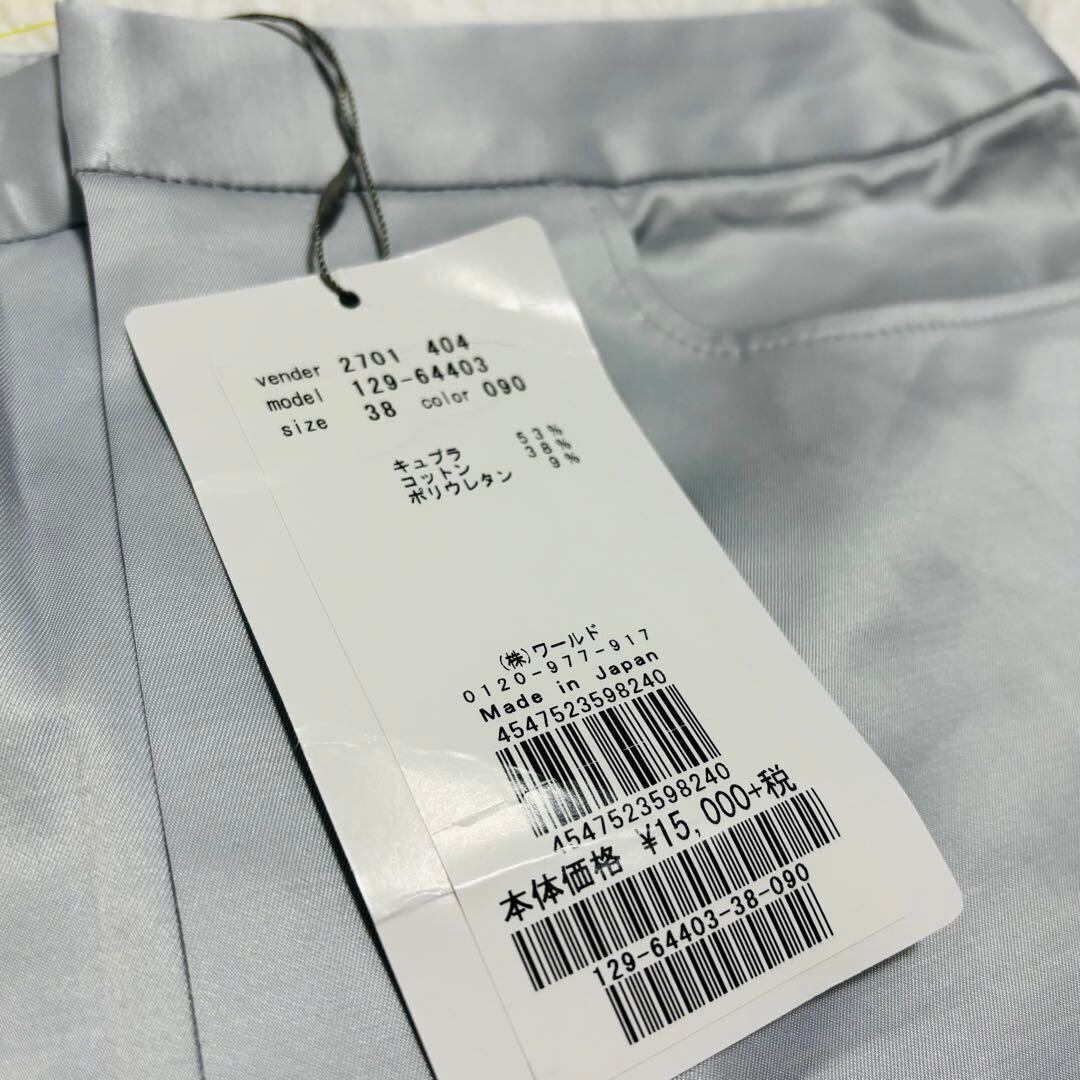 vender 2701 404
model 129-64403
size 38 color 090
キュプラ 53%
コットン 38%
ポリウレタン 9%
(株)ワールド
0120-977-917
Made in Japan
4547523598240
4547523598240
本体価格 ¥15,000+税
129-64403-38-090